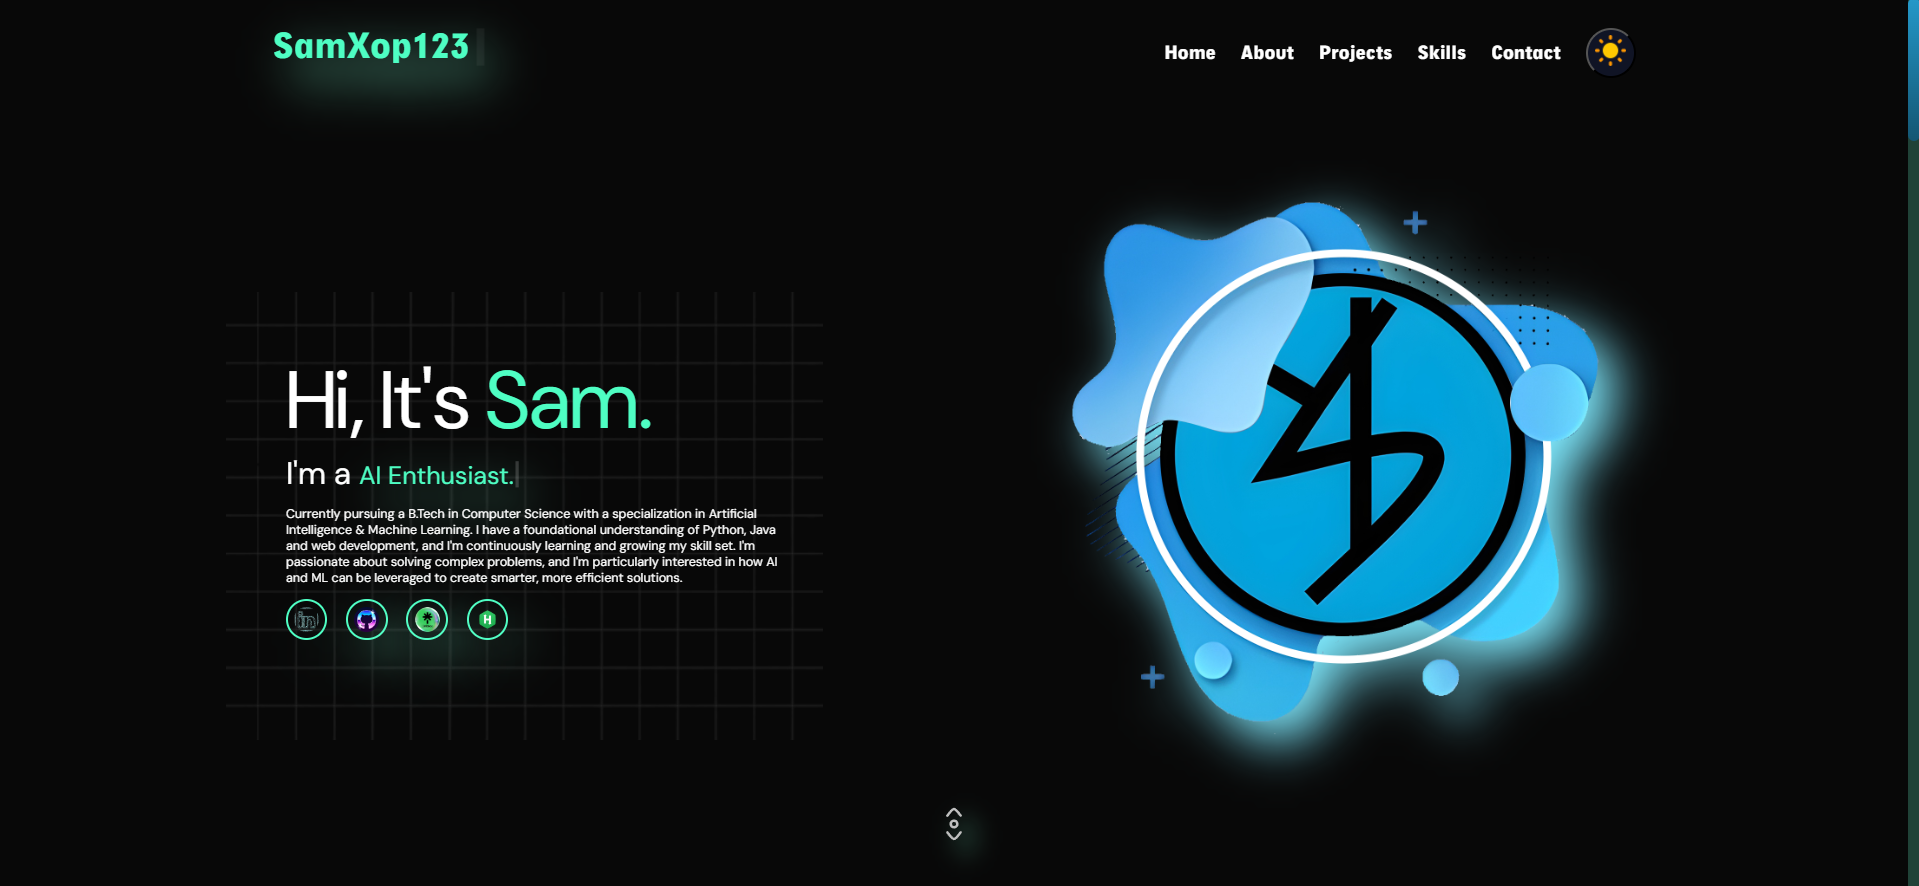 SamXop123
Home About Projects Skills Contact
Hi, It's Sam.
I'm a AI Enthusiast.
Currently pursuing a B.Tech in Computer Science with a specialization in Artificial
Intelligence & Machine Learning. I have a foundational understanding of Python, Java
and web development, and I'm continuously learning and growing my skill set. I'm
passionate about solving complex problems, and I'm particularly interested in how AI
and ML can be leveraged to create smarter, more efficient solutions.
in H